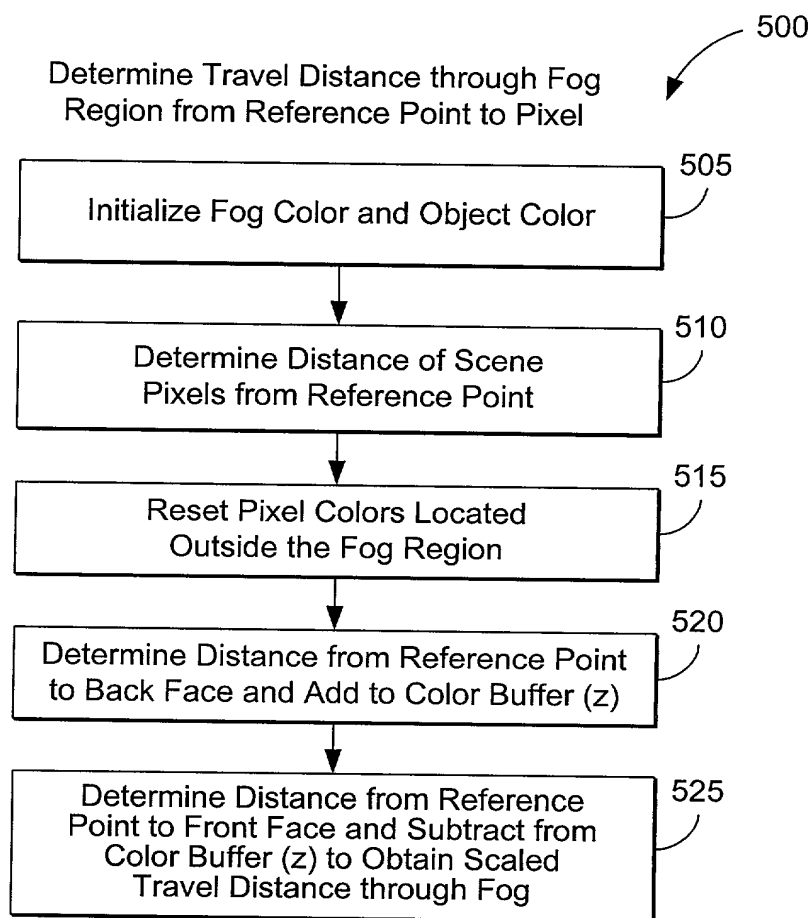 500
Determine Travel Distance through Fog
Region from Reference Point to Pixel
505
Initialize Fog Color and Object Color
510
Determine Distance of Scene
Pixels from Reference Point
515
Reset Pixel Colors Located
Outside the Fog Region
520
Determine Distance from Reference Point
to Back Face and Add to Color Buffer (z)
525
Determine Distance from Reference
Point to Front Face and Subtract from
Color Buffer (z) to Obtain Scaled
Travel Distance through Fog